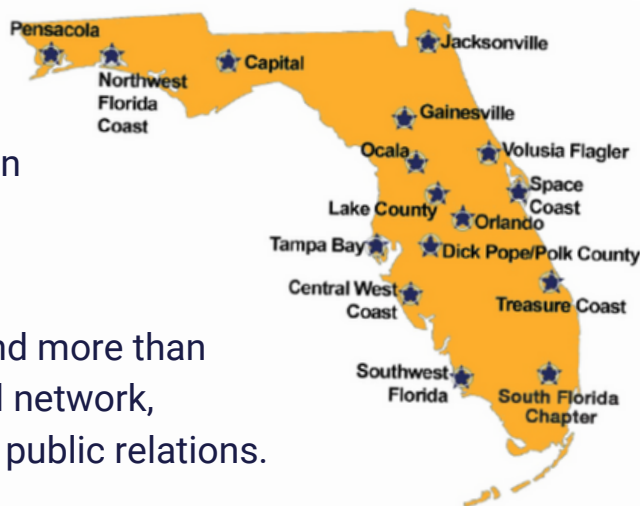 Pensacola
Jacksonville
Capital
Northwest
Florida
Coast
Gainesville
Ocala
Volusia Flagler
n
Space
Coast
Lake County
Orlando
Tampa Bay
Dick Pope/Polk County
Central West
Coast
Treasure Coast
nd more than
Southwest
Florida
l network,
South Florida
Chapter
public relations.